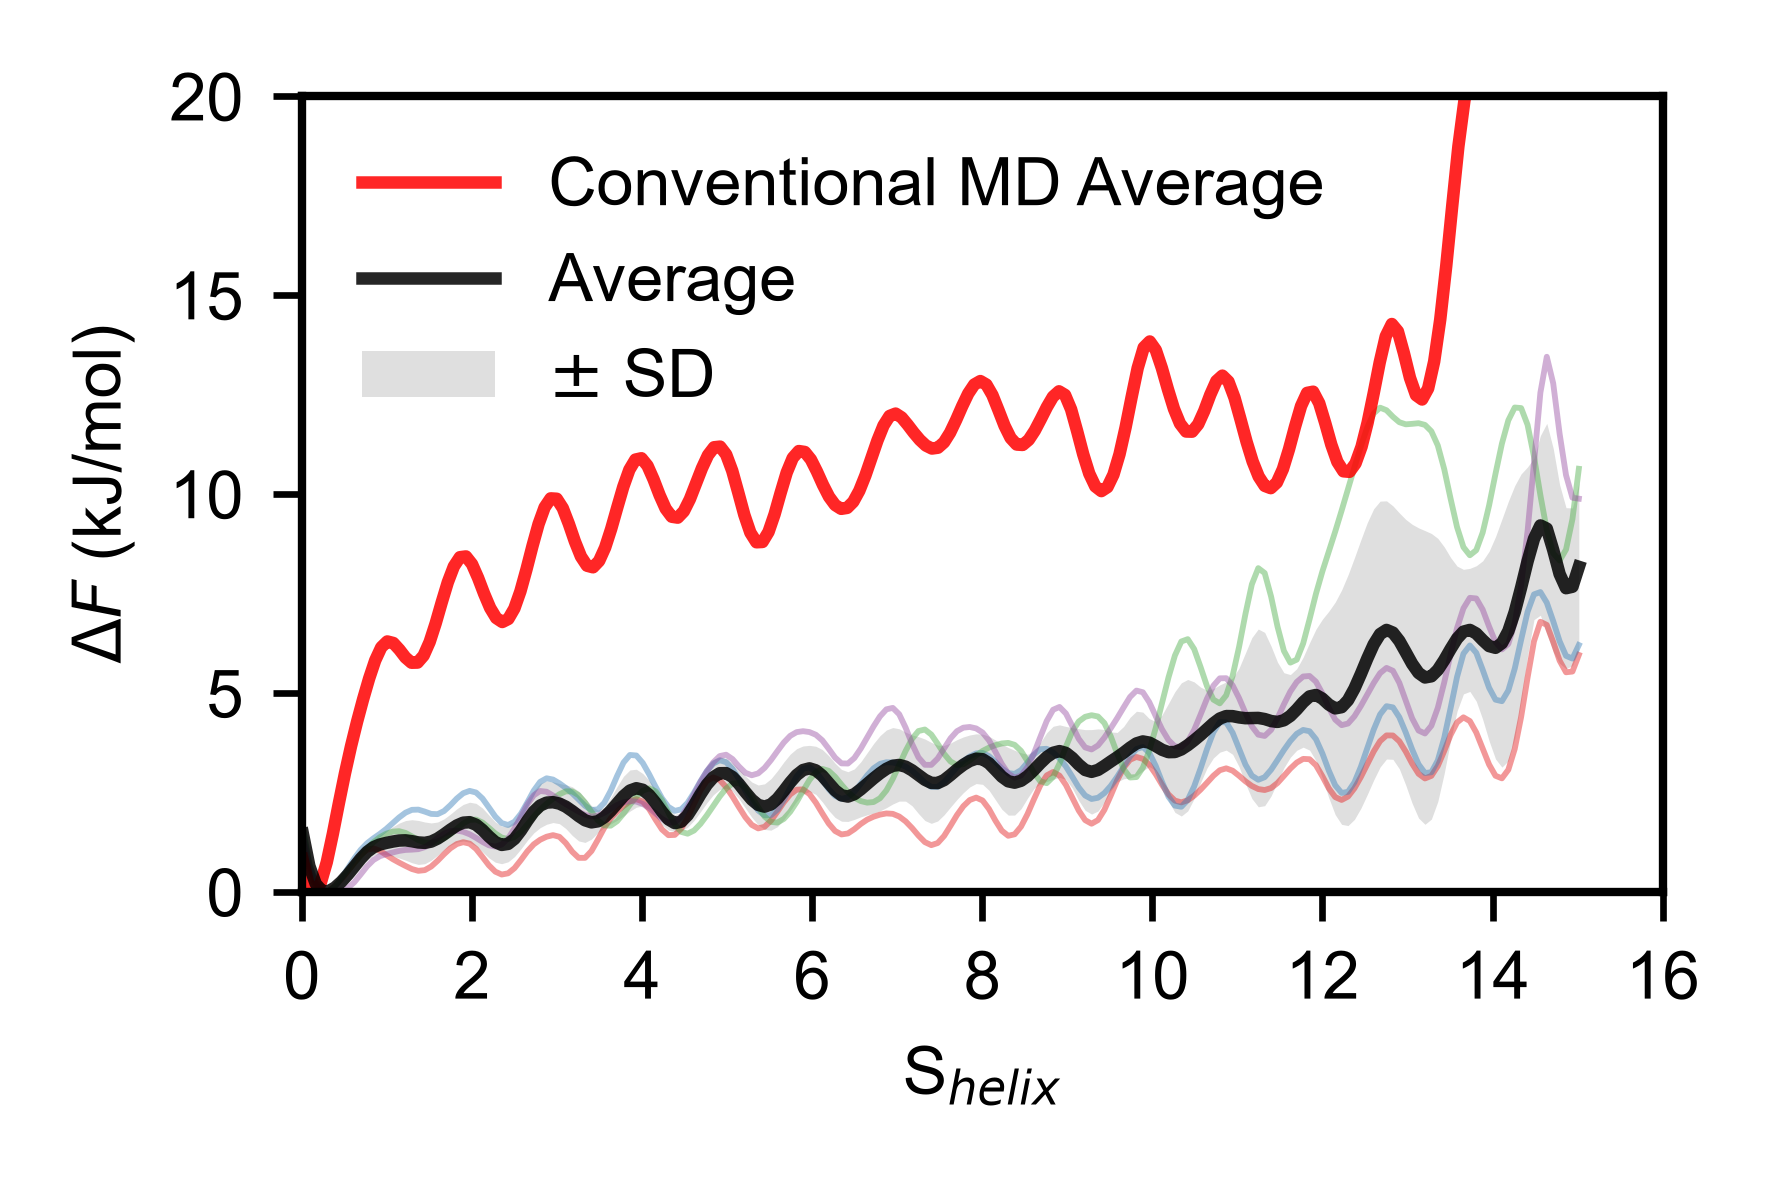 20
15
10
5
0
ΔF (kJ/mol)
Conventional MD Average
Average
± SD
0 2 4 6 8 10 12 14 16
S_helix